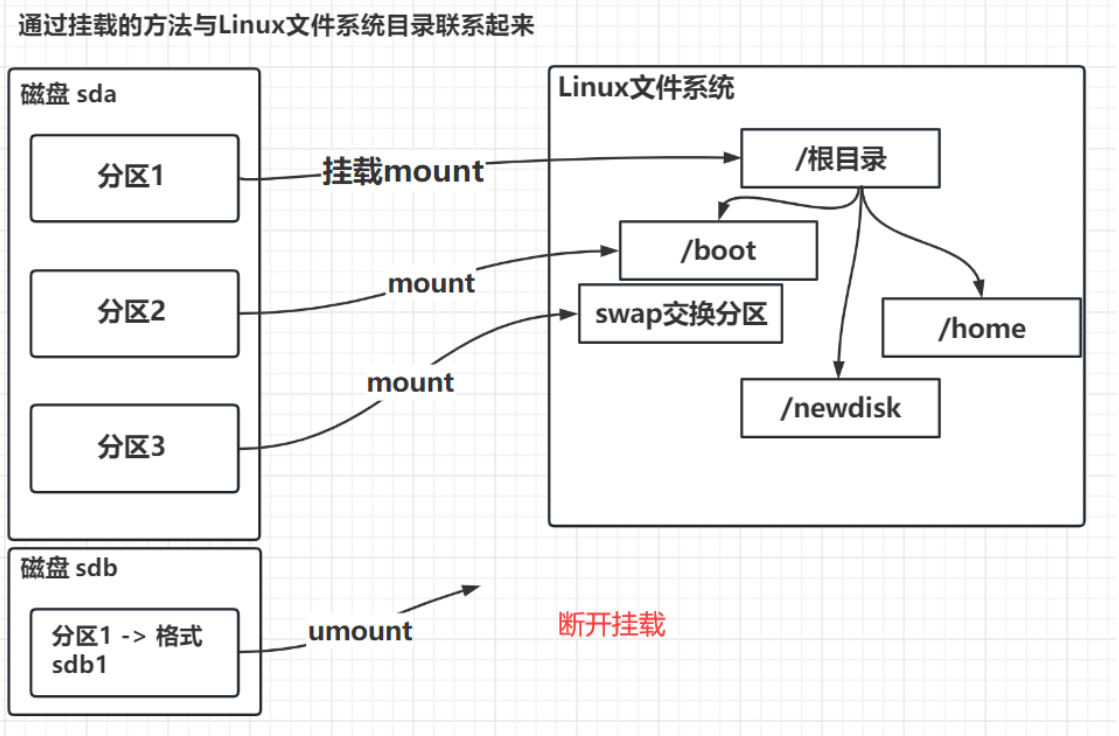 通过挂载的方法与Linux文件系统目录联系起来
磁盘 sda
分区1
分区2
分区3
挂载mount
mount
mount
Linux文件系统
/根目录
/boot
swap交换分区
/home
/newdisk
磁盘 sdb
分区1 -> 格式
sdb1
umount
断开挂载